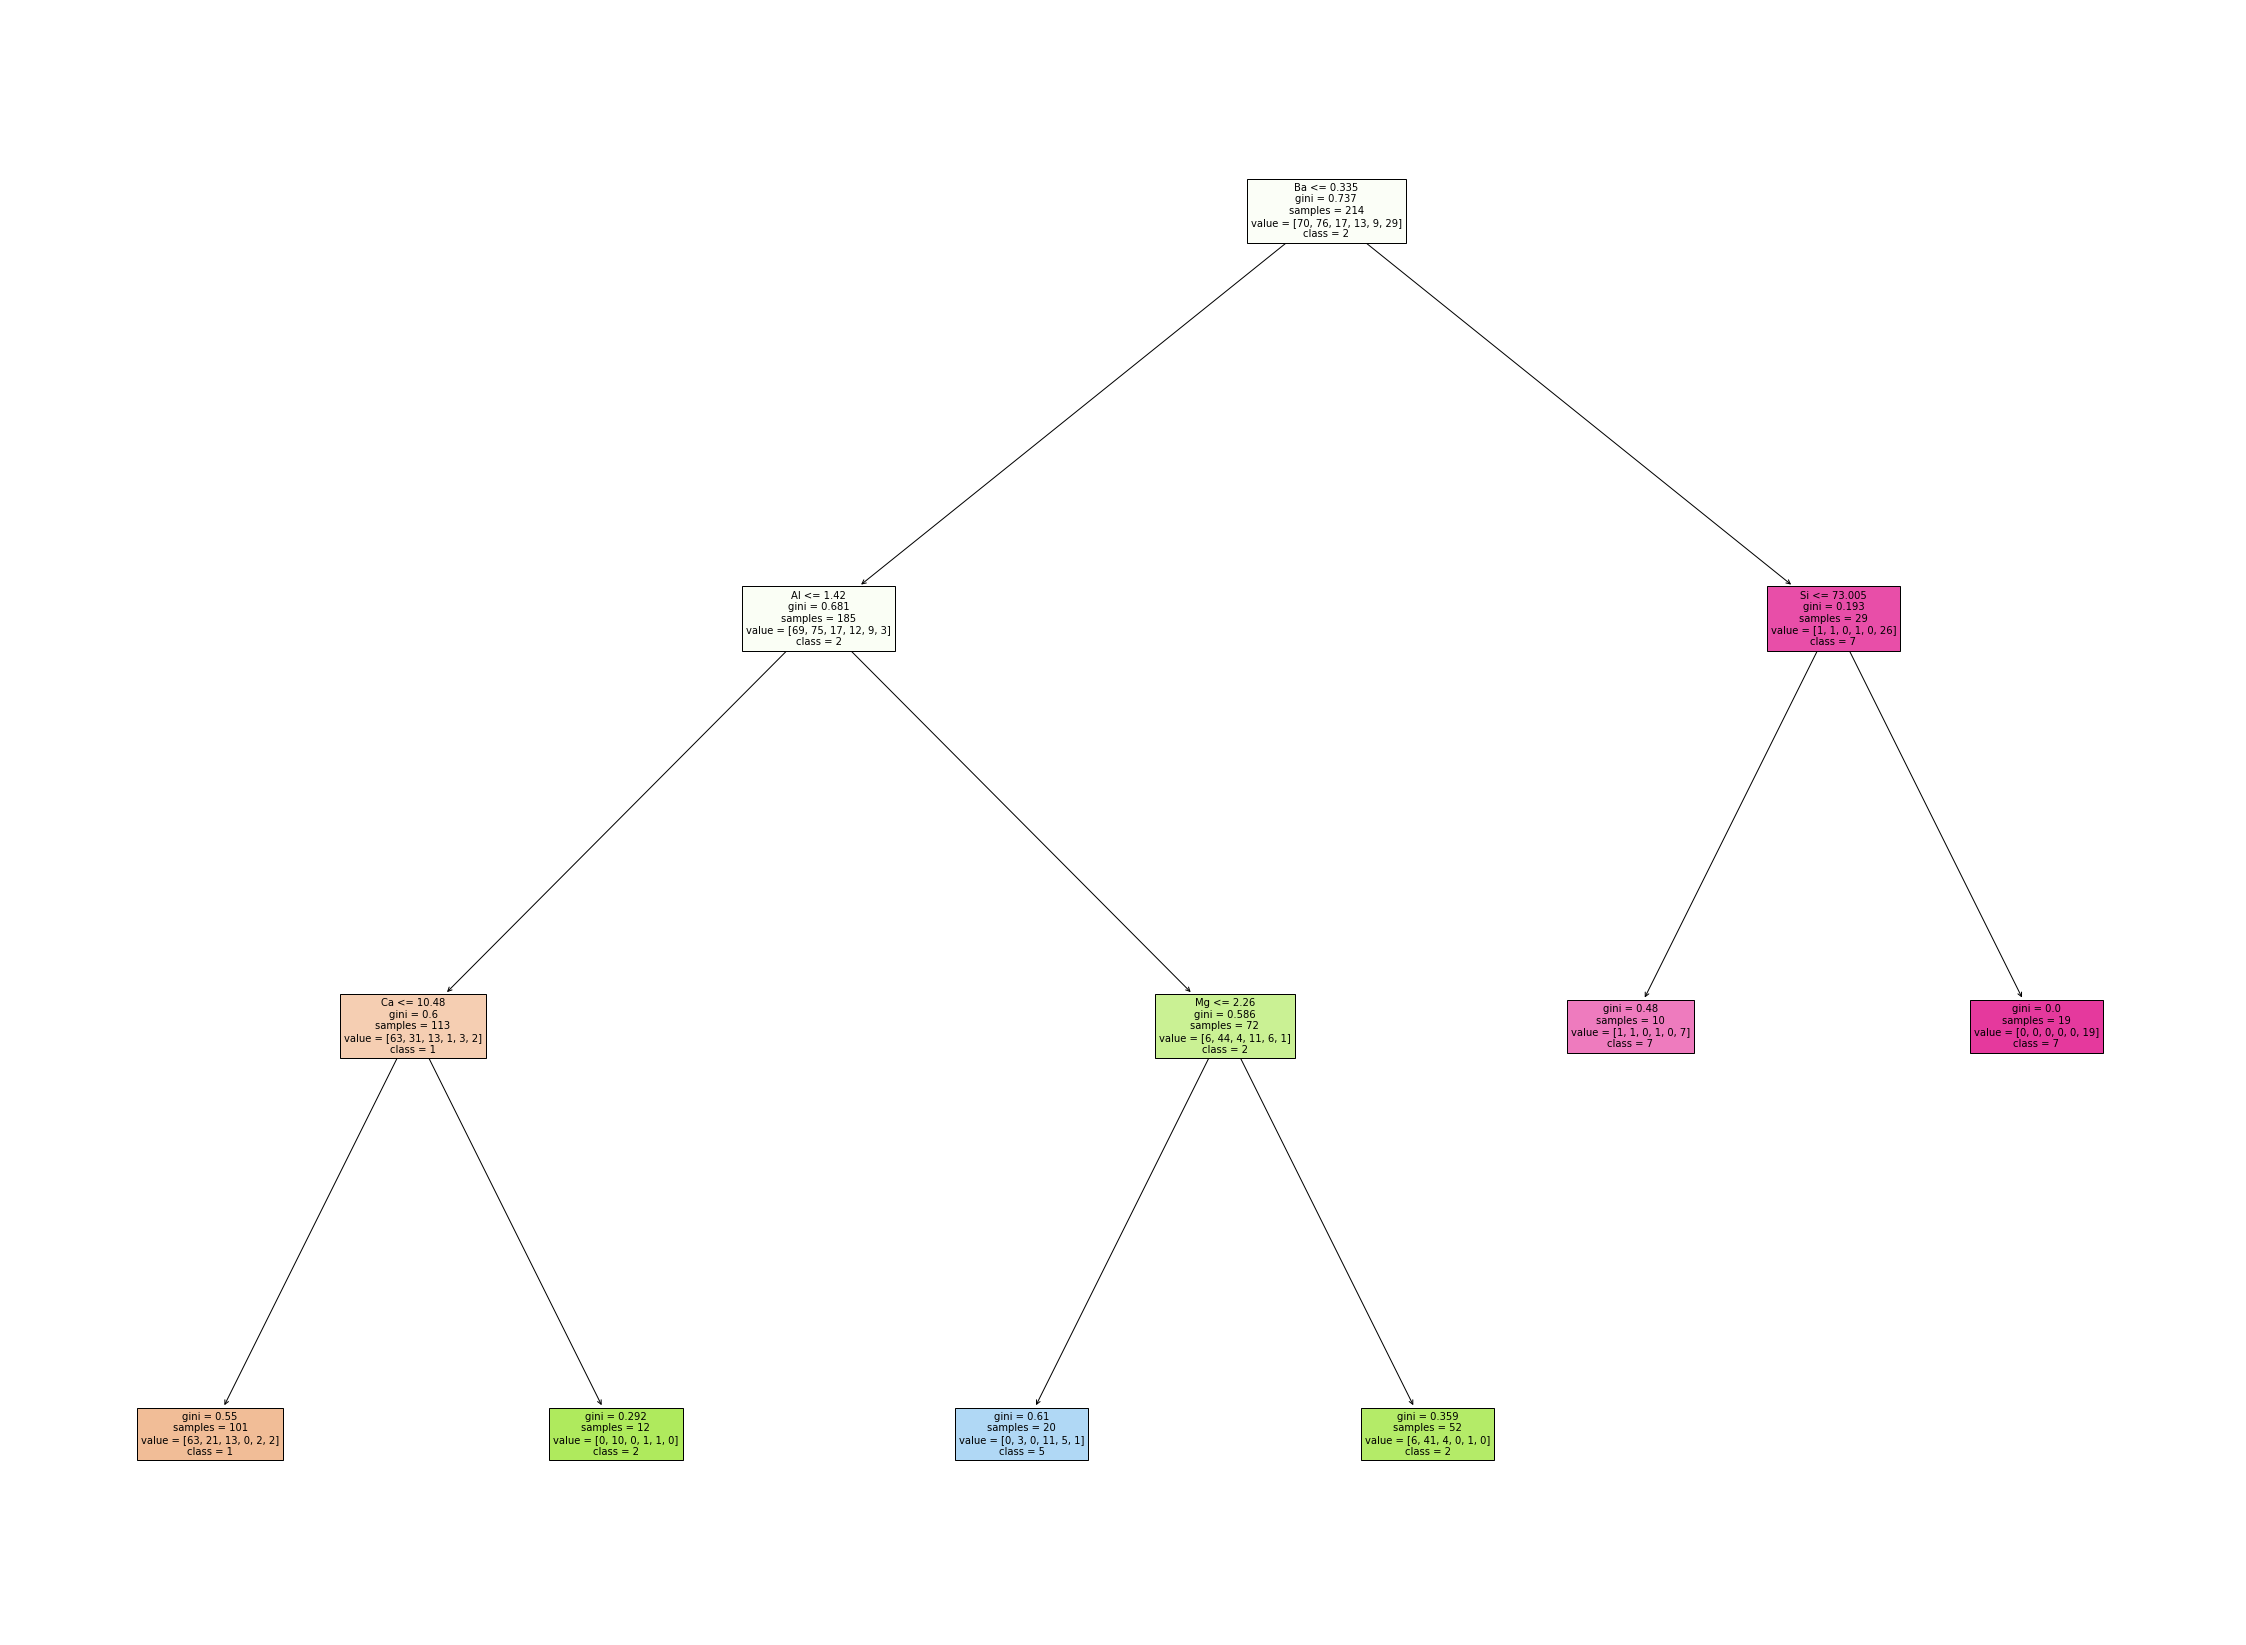 Ba <= 0.335
gini = 0.737
samples = 214
value = [70, 76, 17, 13, 9, 29]
class = 2
Al <= 1.42
gini = 0.681
samples = 185
value = [69, 75, 17, 12, 9, 3]
class = 2
Si <= 73.005
gini = 0.193
samples = 29
value = [1, 1, 0, 1, 0, 26]
class = 7
Ca <= 10.48
gini = 0.6
samples = 113
value = [63, 31, 13, 1, 3, 2]
class = 1
Mg <= 2.26
gini = 0.586
samples = 72
value = [6, 44, 4, 11, 6, 1]
class = 2
gini = 0.48
samples = 10
value = [1, 1, 0, 1, 0, 7]
class = 7
gini = 0.0
samples = 19
value = [0, 0, 0, 0, 0, 19]
class = 7
gini = 0.55
samples = 101
value = [63, 21, 13, 0, 2, 2]
class = 1
gini = 0.292
samples = 12
value = [0, 10, 0, 1, 1, 0]
class = 2
gini = 0.61
samples = 20
value = [0, 3, 0, 11, 5, 1]
class = 5
gini = 0.359
samples = 52
value = [6, 41, 4, 0, 1, 0]
class = 2